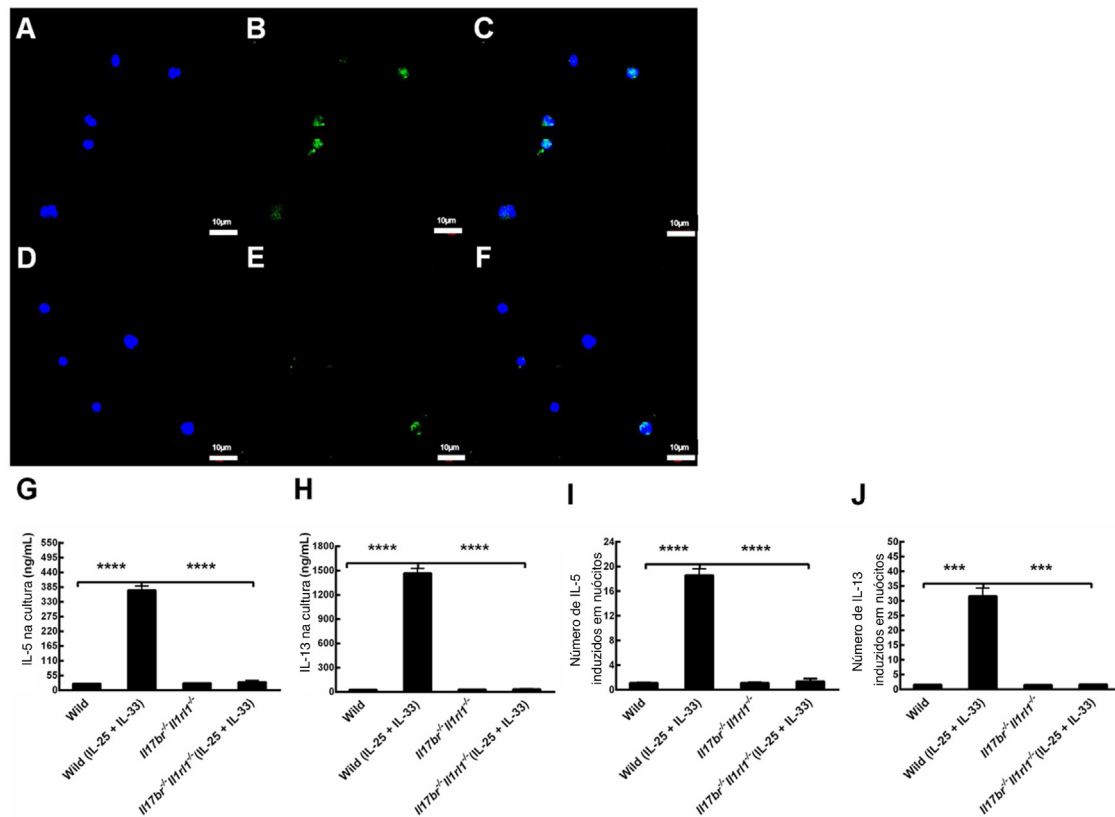 A B C
10µm 10µm 10µm
D E F
10µm 10µm 10µm
G H I J
IL-5 na cultura (ng/mL)
550
495
440
385
330
275
220
165
110
55
0
**** ****
Wild
Wild (IL-25 + IL-33)
Il17br-/-Il1rl1-/-
Il17br-/-Il1rl1-/-(IL-25 + IL-33)
IL-13 na cultura (ng/mL)
1800
1500
1200
900
600
300
0
**** ****
Wild
Wild (IL-25 + IL-33)
Il17br-/-Il1rl1-/-
Il17br-/-Il1rl1-/-(IL-25 + IL-33)
Número de IL-5
induzidos em nuócitos
24
20
16
12
8
4
0
**** ****
Wild
Wild (IL-25 + IL-33)
Il17br-/-Il1rl1-/-
Il17br-/-Il1rl1-/-(IL-25 + IL-33)
Número de IL-13
induzidos em nuócitos
50
45
40
35
30
25
20
15
10
5
0
*** ***
Wild
Wild (IL-25 + IL-33)
Il17br-/-Il1rl1-/-
Il17br-/-Il1rl1-/-(IL-25 + IL-33)